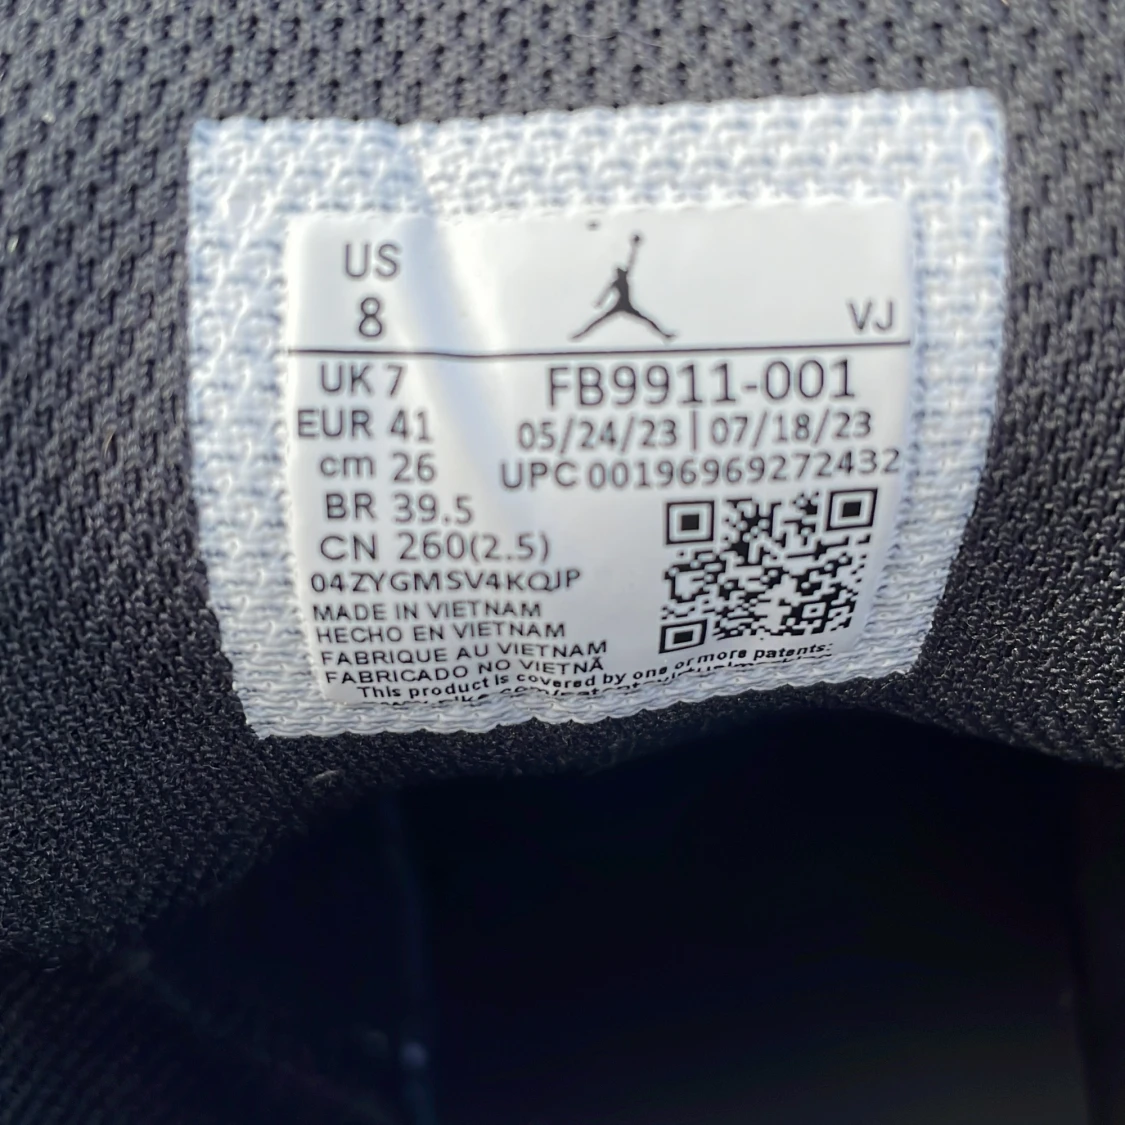 US
8
VJ
UK 7
FB9911-001
EUR 41
05/24/23 | 07/18/23
cm 26
UPC 00196969272432
BR 39.5
CN 260(2.5)
04ZYGMSV4KQJP
MADE IN VIETNAM
HECHO EN VIETNAM
FABRIQUE AU VIETNAM
FABRICADO NO VIETNÃ
This product is covered by one or more patents: